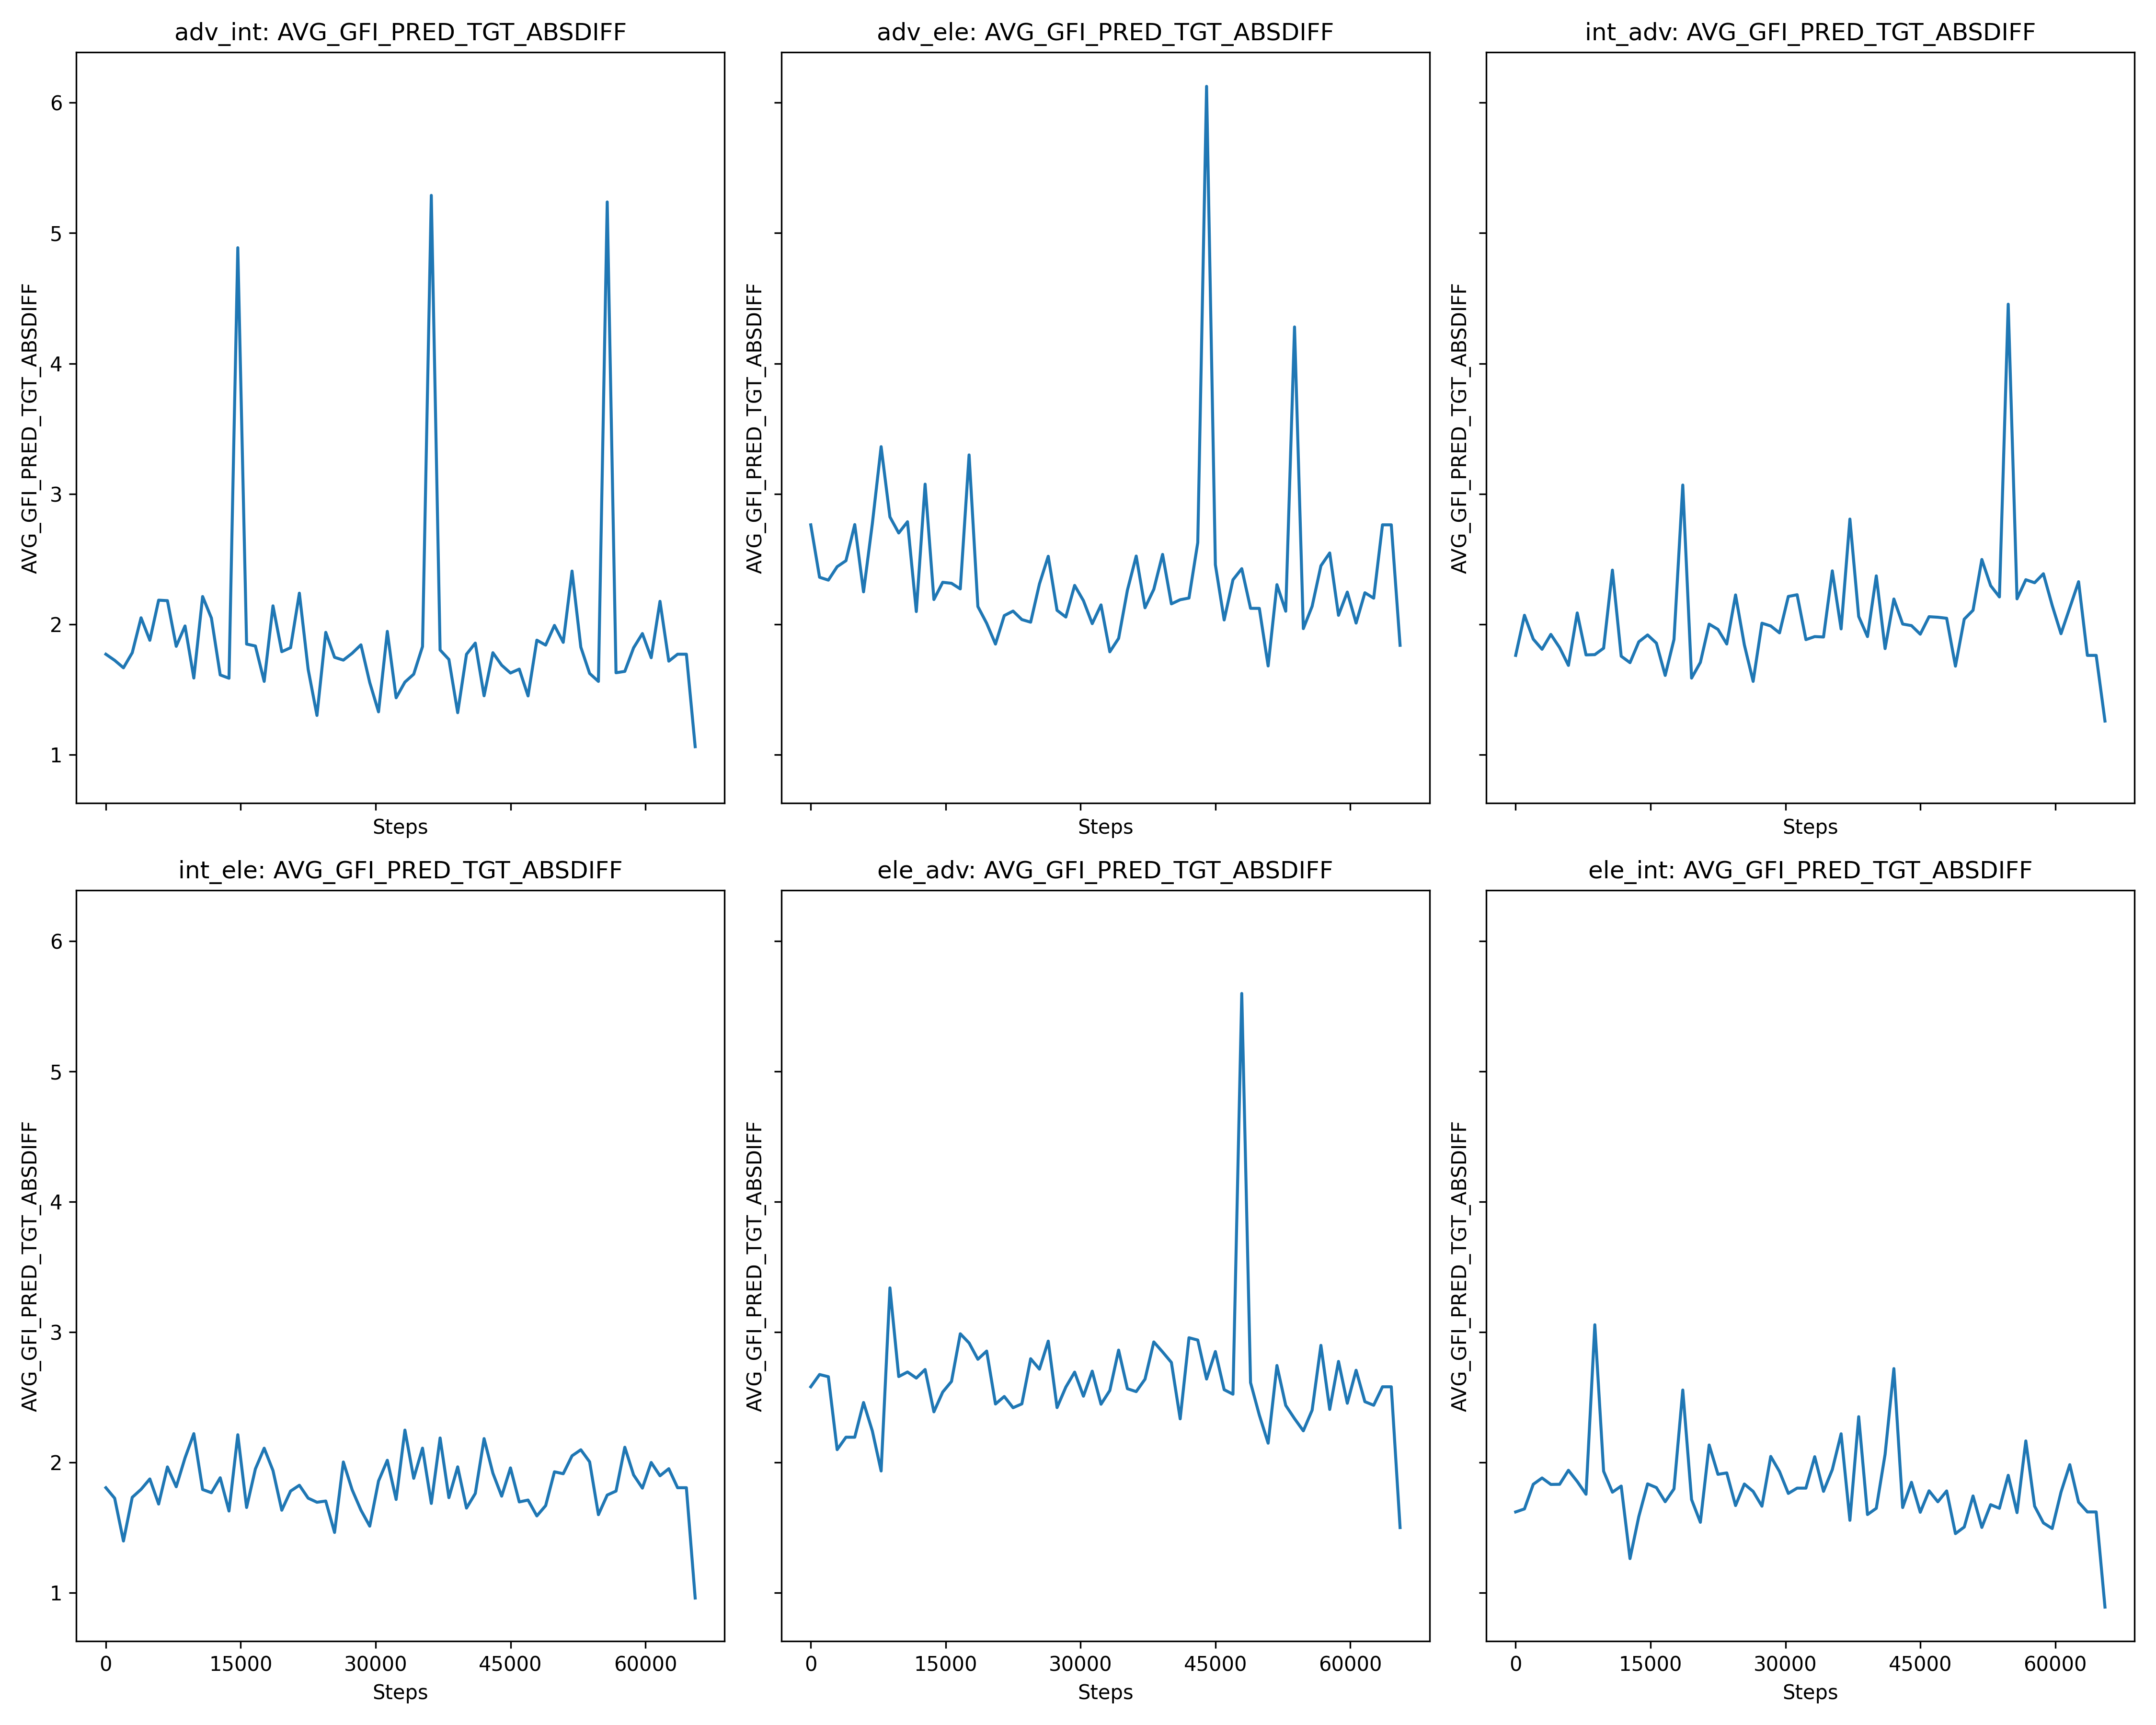 adv_int: AVG_GFI_PRED_TGT_ABSDIFF
AVG_GFI_PRED_TGT_ABSDIFF
6
5
4
3
2
1
Steps
adv_ele: AVG_GFI_PRED_TGT_ABSDIFF
AVG_GFI_PRED_TGT_ABSDIFF
Steps
int_adv: AVG_GFI_PRED_TGT_ABSDIFF
AVG_GFI_PRED_TGT_ABSDIFF
Steps
int_ele: AVG_GFI_PRED_TGT_ABSDIFF
AVG_GFI_PRED_TGT_ABSDIFF
6
5
4
3
2
1
0 15000 30000 45000 60000
Steps
ele_adv: AVG_GFI_PRED_TGT_ABSDIFF
AVG_GFI_PRED_TGT_ABSDIFF
0 15000 30000 45000 60000
Steps
ele_int: AVG_GFI_PRED_TGT_ABSDIFF
AVG_GFI_PRED_TGT_ABSDIFF
0 15000 30000 45000 60000
Steps